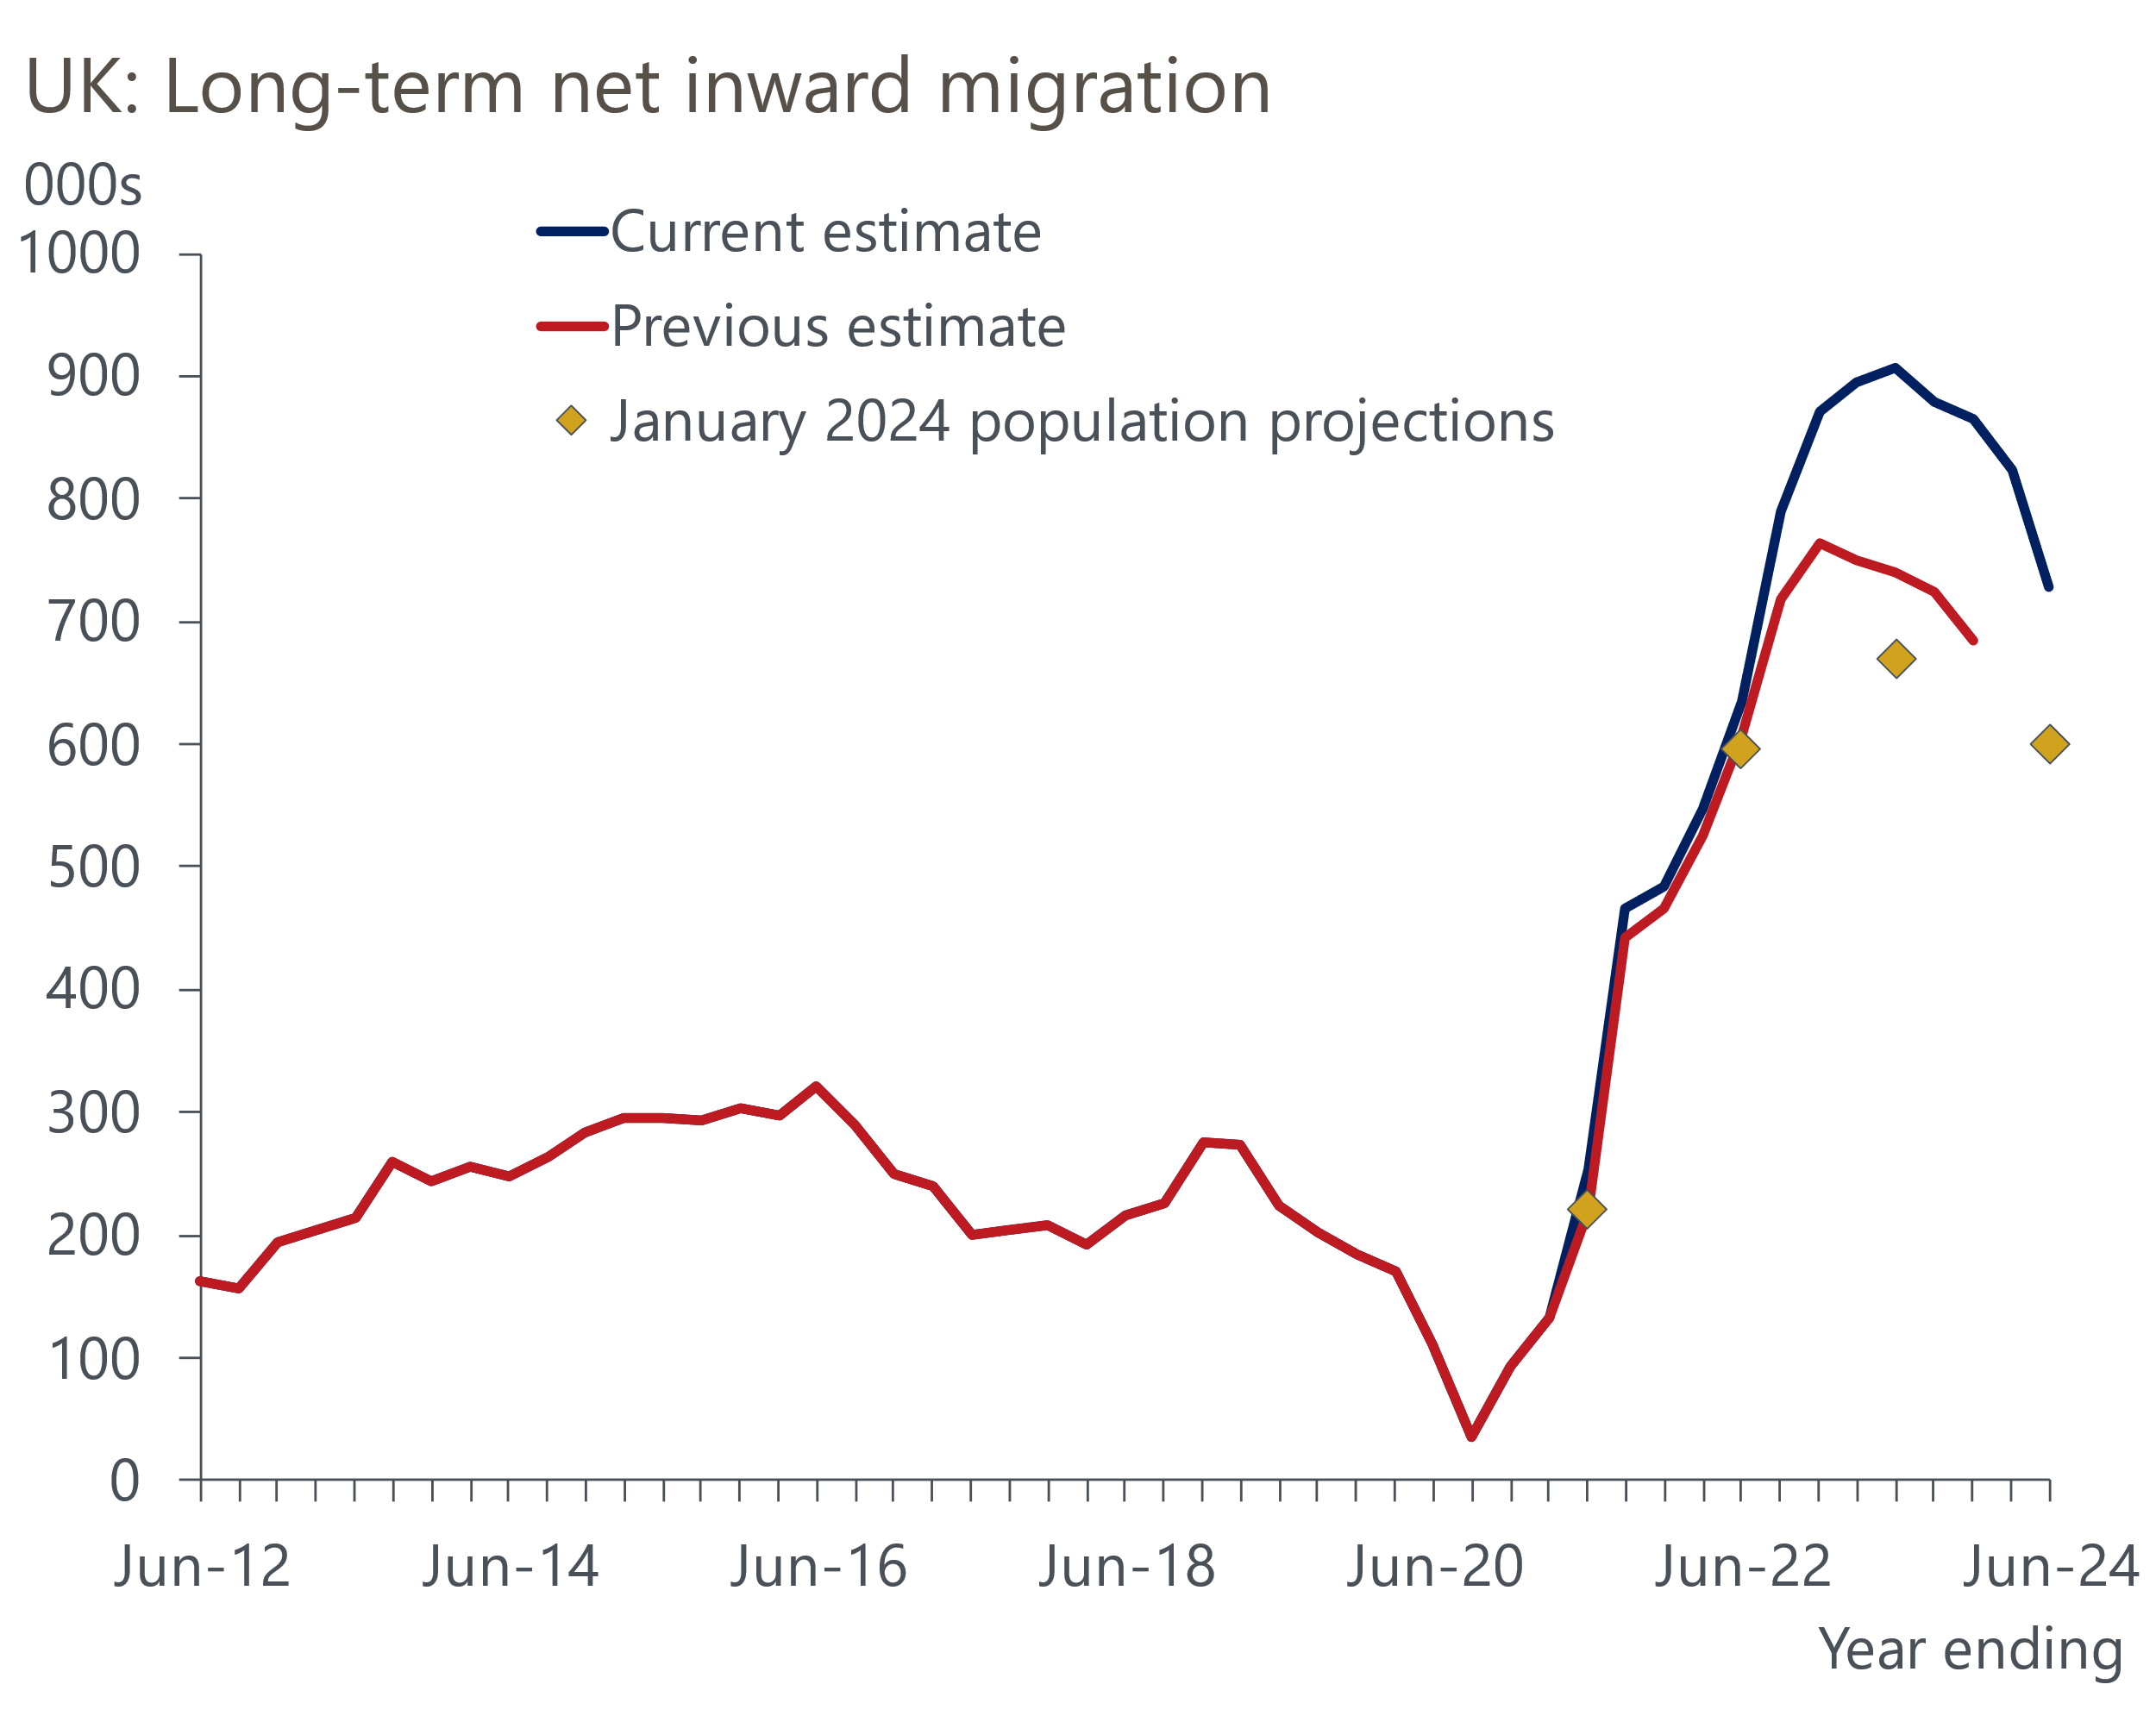 UK: Long-term net inward migration
000s
Current estimate
Previous estimate
January 2024 population projections
1000
900
800
700
600
500
400
300
200
100
0
Jun-12 Jun-14 Jun-16 Jun-18 Jun-20 Jun-22 Jun-24
Year ending